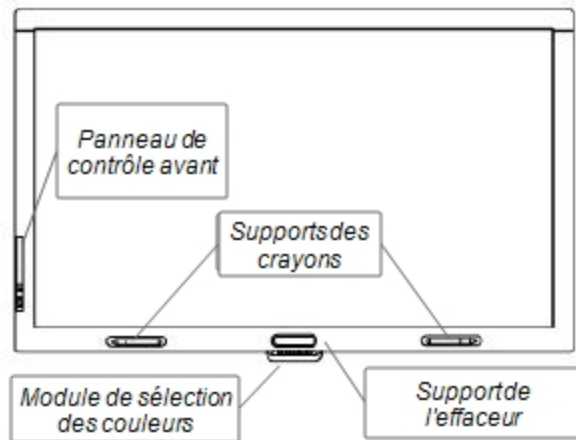 Panneau de
contrôle avant
Supports des
crayons
Module de sélection
des couleurs
Support de
l'effaceur